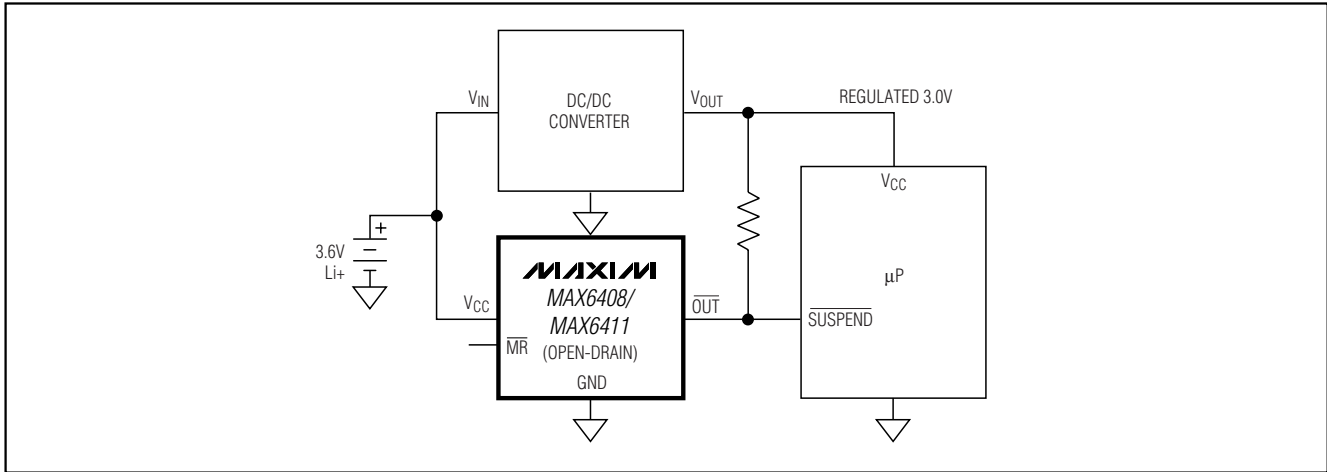 VIN
DC/DC
CONVERTER
VOUT
REGULATED 3.0V
VCC
+
3.6V
Li+
MAXIM
MAX6408/
MAX6411
(OPEN-DRAIN)
VCC
MR
GND
OUT
SUSPEND
μP